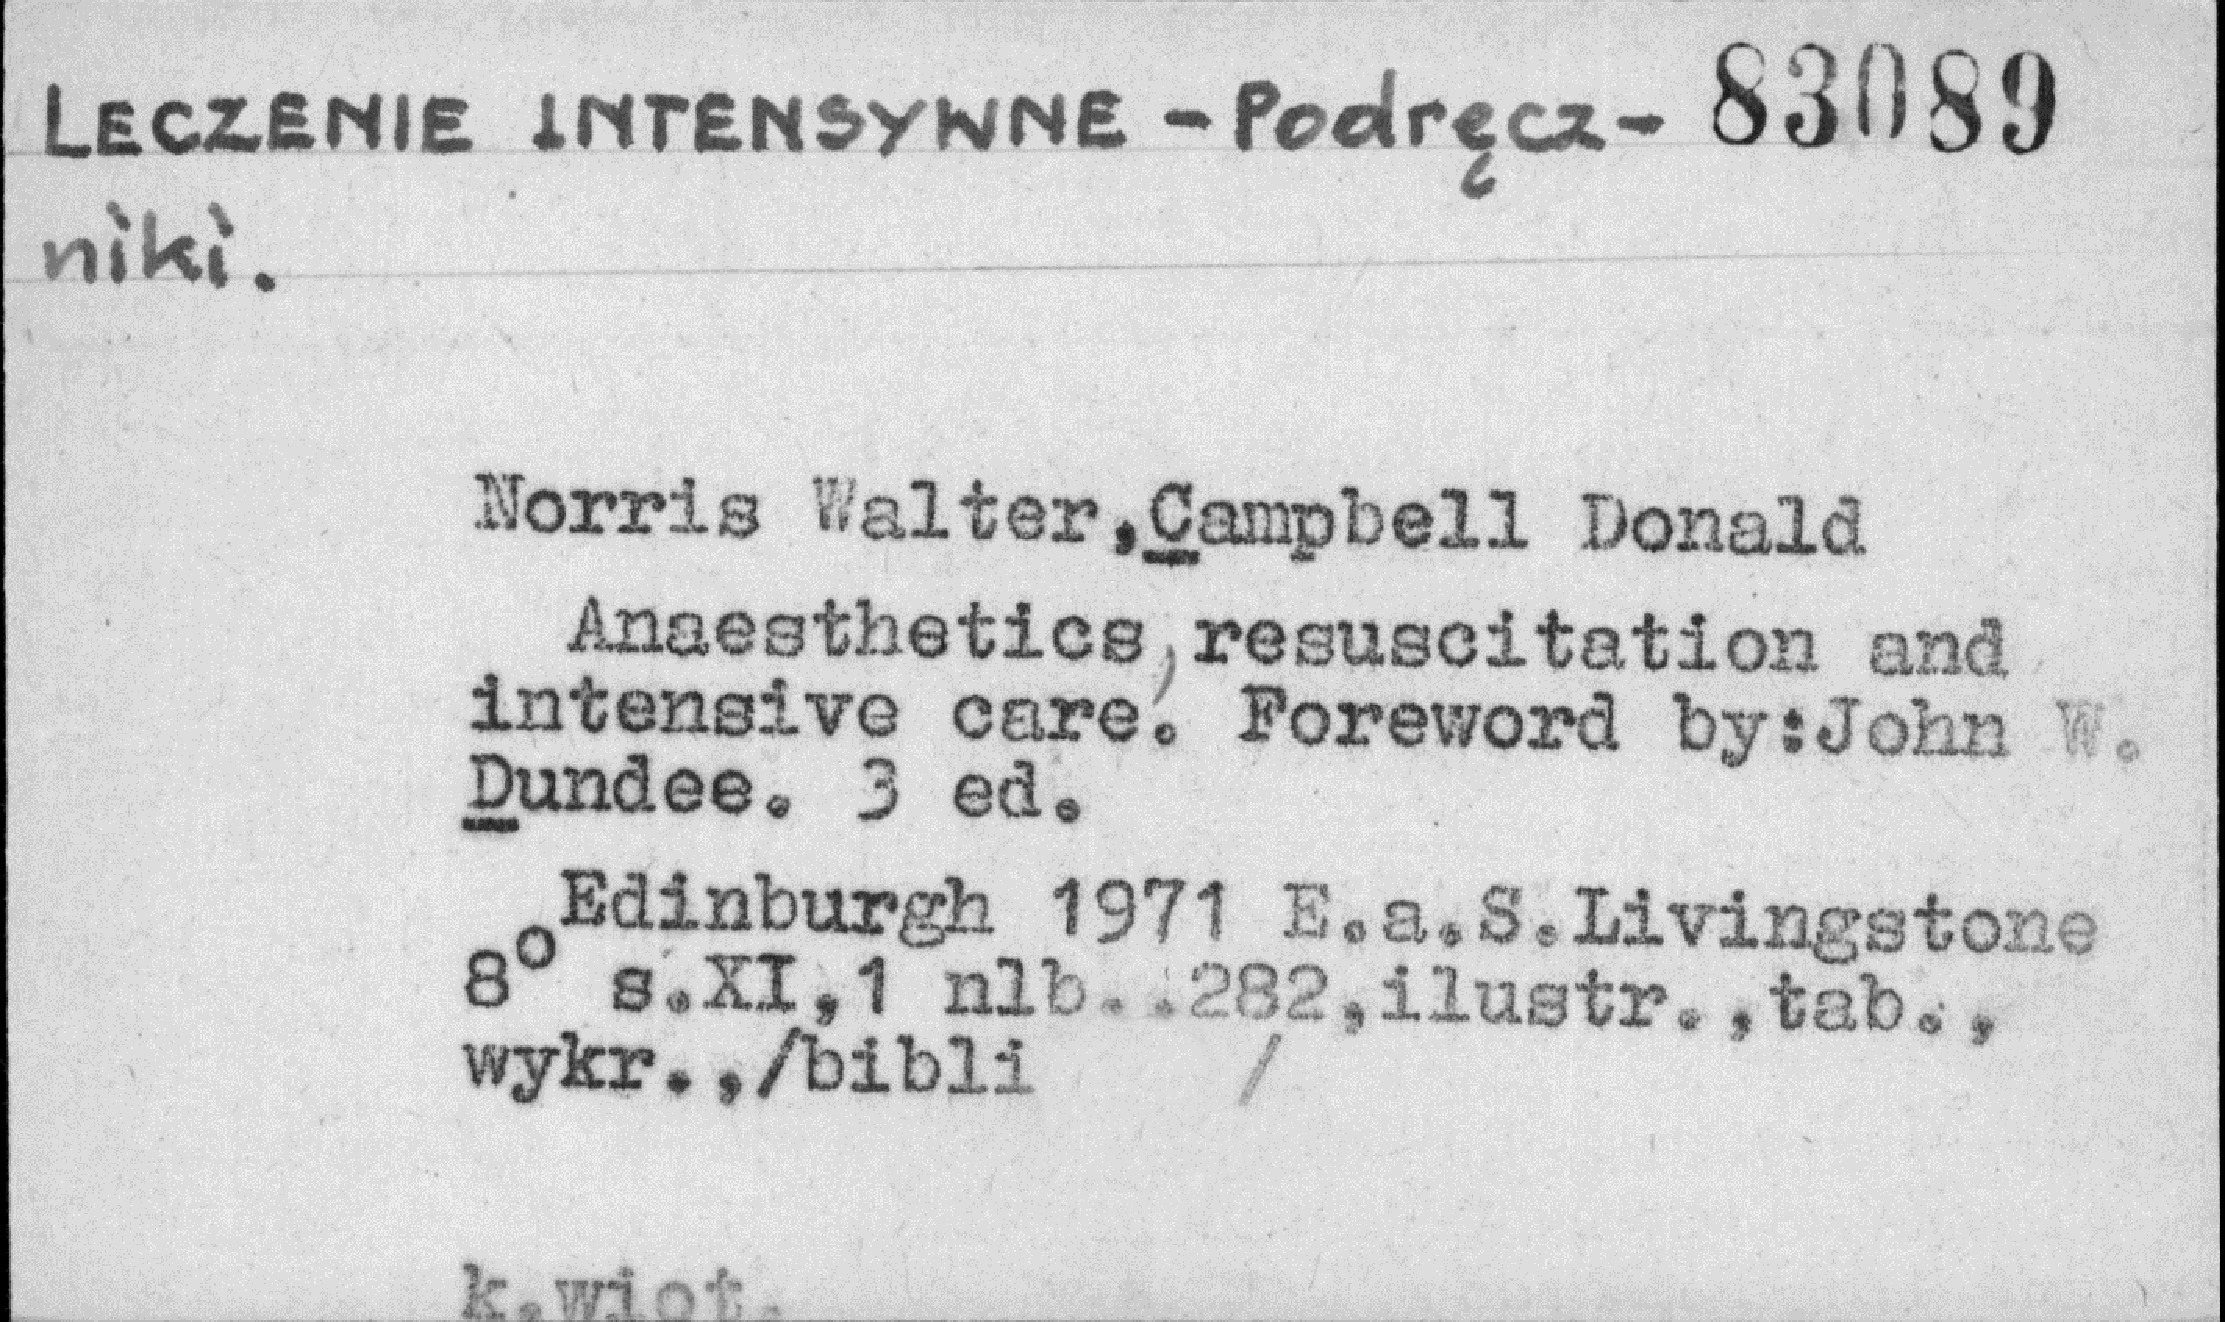 LECZENIE INTENSYWNE - Podręcz- 83089
niki.
Norris Walter,Campbell Donald
Anaesthetics,resuscitation and
intensive care. Foreword by:John W.
Dundee. 3 ed.
Edinburgh 1971 E.a.S.Livingstone
8° s.XI,1 nlb..282,ilustr.,tab.,
wykr.,/bibli /
k.wiot.